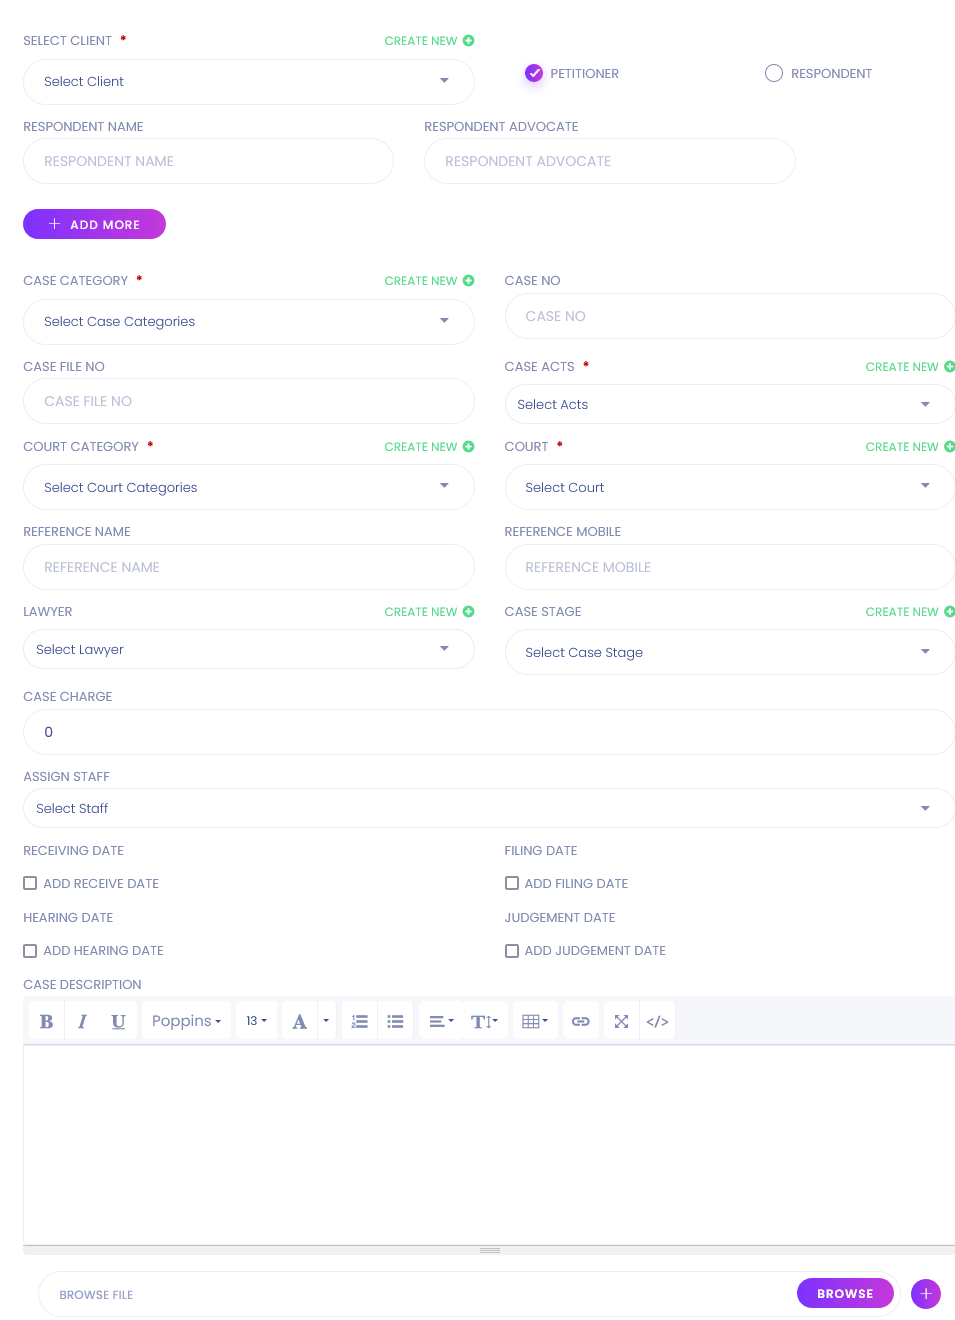 SELECT CLIENT * CREATE NEW
Select Client
PETITIONER RESPONDENT
RESPONDENT NAME RESPONDENT ADVOCATE
RESPONDENT NAME RESPONDENT ADVOCATE
+ ADD MORE
CASE CATEGORY * CREATE NEW CASE NO
Select Case Categories CASE NO
CASE FILE NO CASE ACTS * CREATE NEW
CASE FILE NO Select Acts
COURT CATEGORY * CREATE NEW COURT * CREATE NEW
Select Court Categories Select Court
REFERENCE NAME REFERENCE MOBILE
REFERENCE NAME REFERENCE MOBILE
LAWYER CREATE NEW CASE STAGE CREATE NEW
Select Lawyer Select Case Stage
CASE CHARGE
0
ASSIGN STAFF
Select Staff
RECEIVING DATE FILING DATE
ADD RECEIVE DATE ADD FILING DATE
HEARING DATE JUDGEMENT DATE
ADD HEARING DATE ADD JUDGEMENT DATE
CASE DESCRIPTION
B I U Poppins 13 A T </>
BROWSE FILE BROWSE +